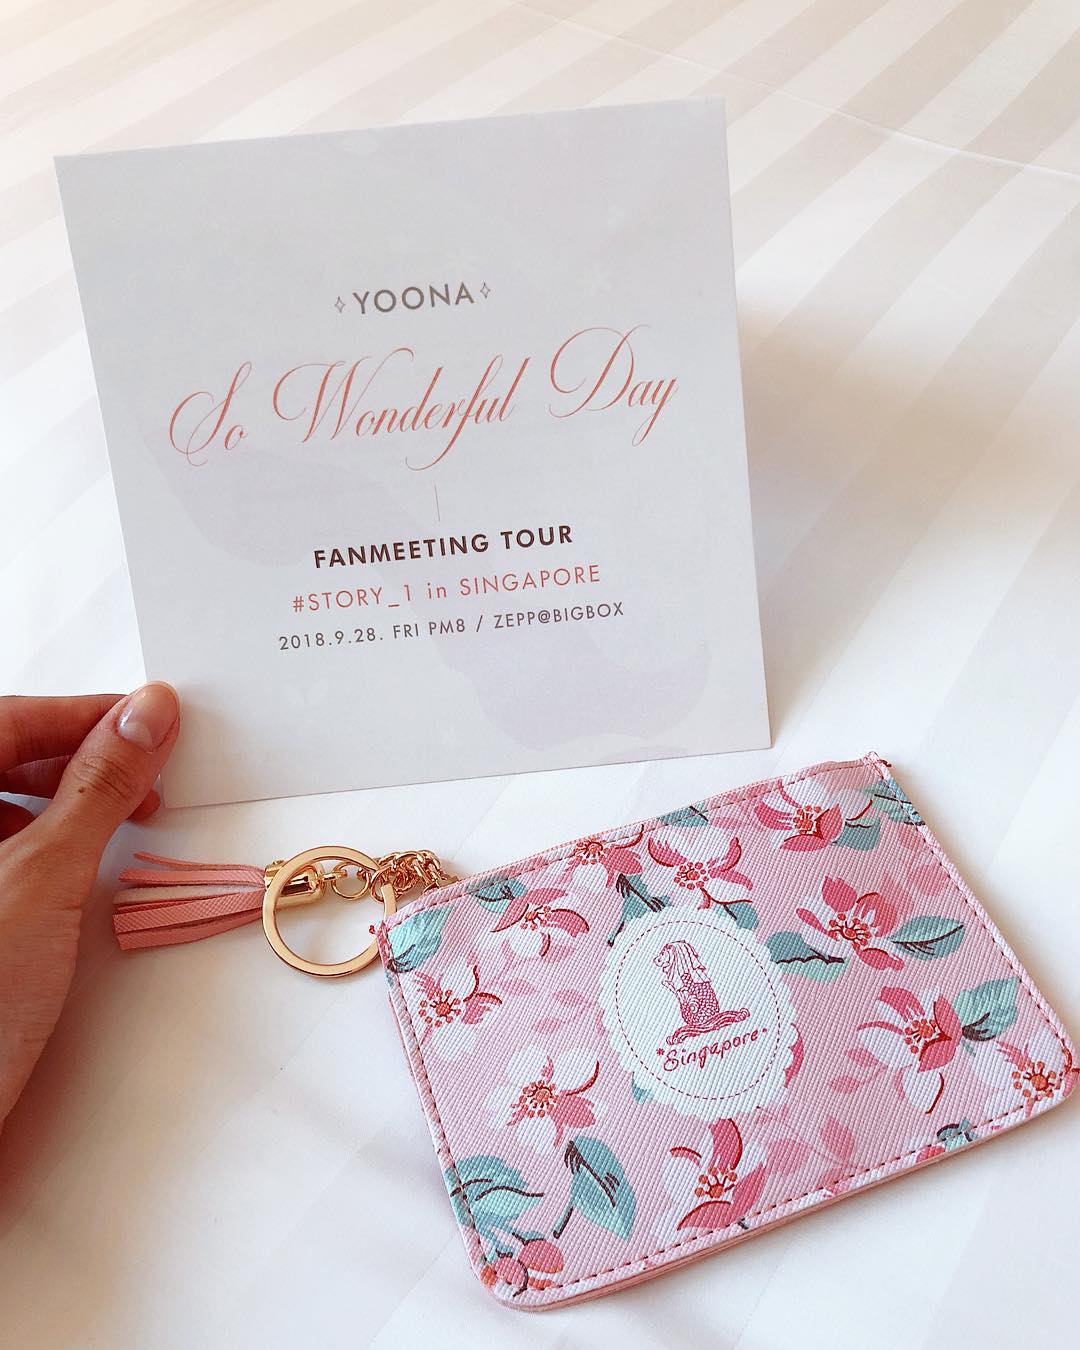 YOONA
So Wonderful Day
FANMEETING TOUR
#STORY_1 in SINGAPORE
2018.9.28. FRI PM8 / ZEPP@BIGBOX
*Singapore*